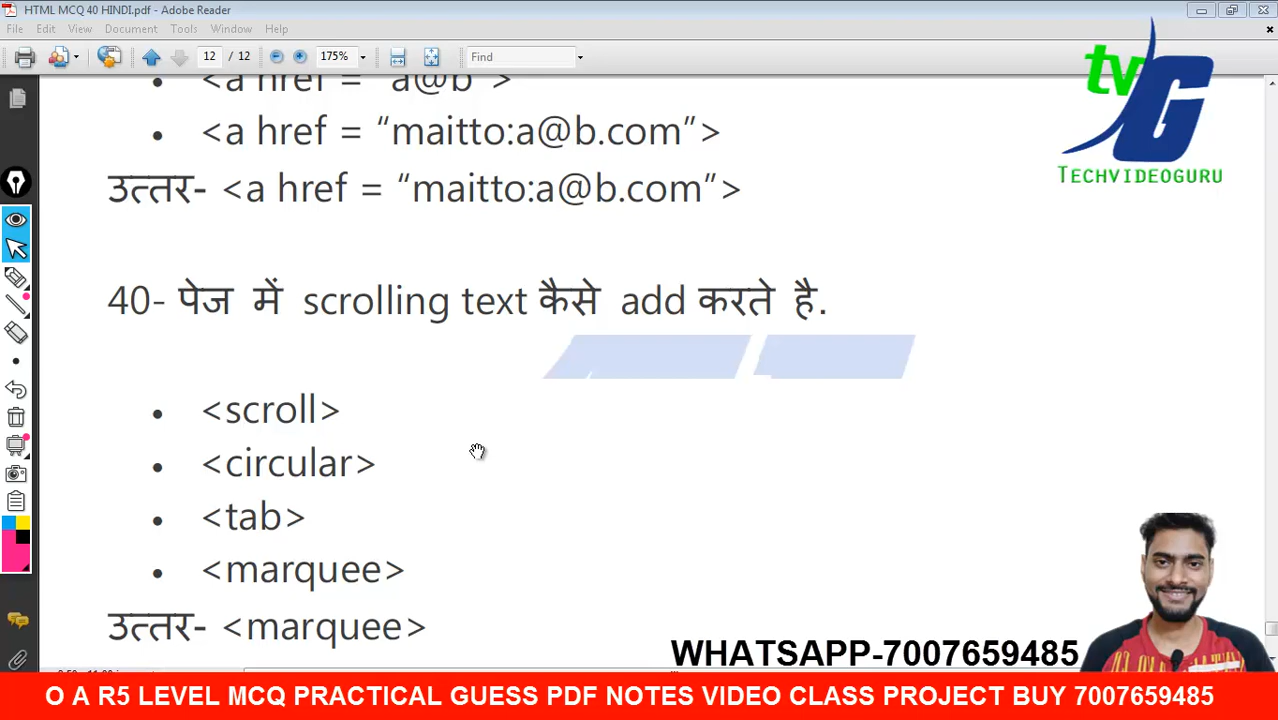 HTML MCQ 40 HINDI.pdf - Adobe Reader
File Edit View Document Tools Window Help
12 / 12 175% Find
<a href = "a@b">
• <a href = “maitto:a@b.com”>
उत्तर- <a href = “maitto:a@b.com”>
40- पेज में scrolling text कैसे add करते है.
• <scroll>
• <circular>
• <tab>
• <marquee>
उत्तर- <marquee>
tv G
TECHVIDEOGURU
WHATSAPP-7007659485
O A R5 LEVEL MCQ PRACTICAL GUESS PDF NOTES VIDEO CLASS PROJECT BUY 7007659485